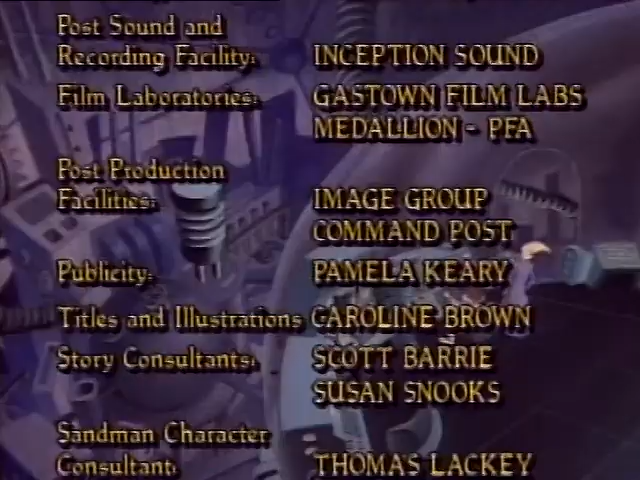 Post Sound and
Recording Facility: INCEPTION SOUND
Film Laboratories: GASTOWN FILM LABS
MEDALLION - PFA
Post Production
Facilities: IMAGE GROUP
COMMAND POST
Publicity: PAMELA KEARY
Titles and Illustrations CAROLINE BROWN
Story Consultants: SCOTT BARRIE
SUSAN SNOOKS
Sandman Character
Consultant: THOMAS LACKEY